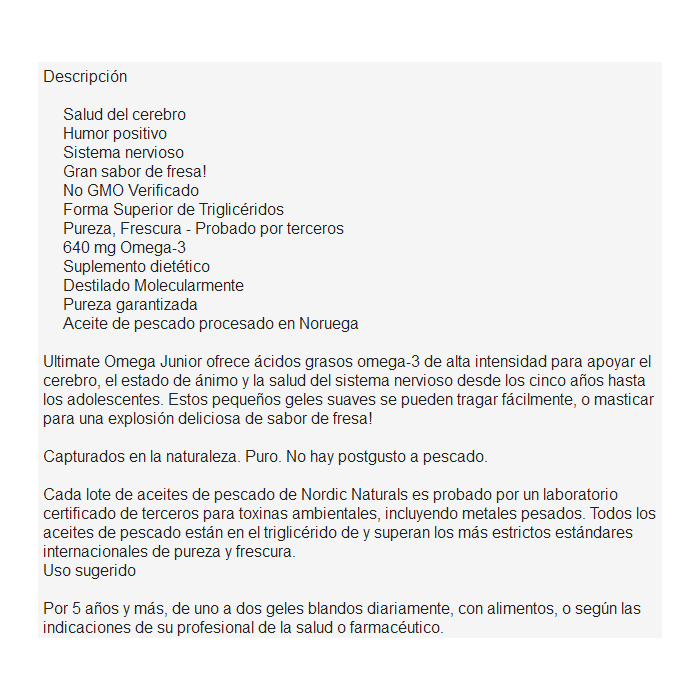 Descripción
Salud del cerebro
Humor positivo
Sistema nervioso
Gran sabor de fresa!
No GMO Verificado
Forma Superior de Triglicéridos
Pureza, Frescura - Probado por terceros
640 mg Omega-3
Suplemento dietético
Destilado Molecularmente
Pureza garantizada
Aceite de pescado procesado en Noruega
Ultimate Omega Junior ofrece ácidos grasos omega-3 de alta intensidad para apoyar el
cerebro, el estado de ánimo y la salud del sistema nervioso desde los cinco años hasta
los adolescentes. Estos pequeños geles suaves se pueden tragar fácilmente, o masticar
para una explosión deliciosa de sabor de fresa!
Capturados en la naturaleza. Puro. No hay postgusto a pescado.
Cada lote de aceites de pescado de Nordic Naturals es probado por un laboratorio
certificado de terceros para toxinas ambientales, incluyendo metales pesados. Todos los
aceites de pescado están en el triglicérido de y superan los más estrictos estándares
internacionales de pureza y frescura.
Uso sugerido
Por 5 años y más, de uno a dos geles blandos diariamente, con alimentos, o según las
indicaciones de su profesional de la salud o farmacéutico.